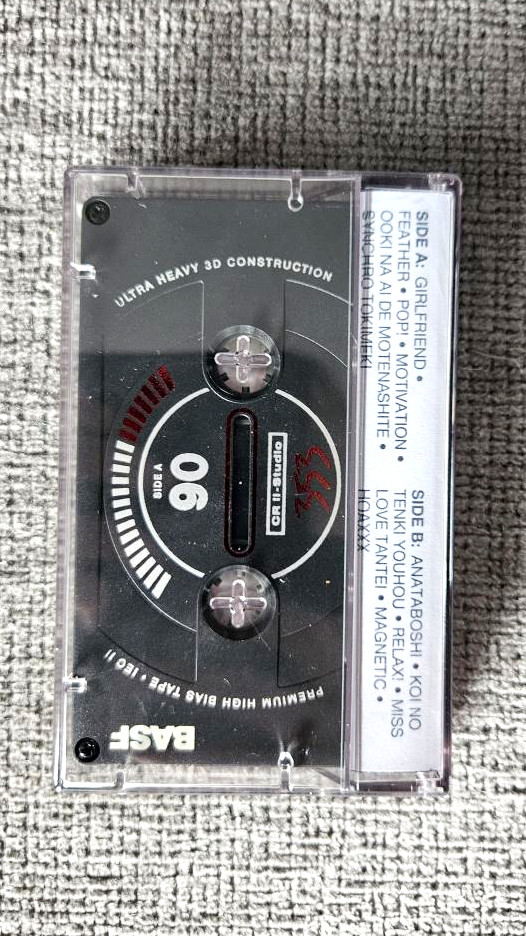 SIDE A: GIRLFRIEND •
FEATHER • POP! • MOTIVATION •
OOKI NA AI DE MOTENASHITE •
SYNCHRO TOKIMEKI
SIDE B: ANATABOSHI • KOI NO
TENKI YOUHOU • RELAX! • MISS
LOVE TANTEI • MAGNETIC •
HOAXXX
BASF
PREMIUM HIGH BIAS TAPE • IEC II
ULTRA HEAVY 3D CONSTRUCTION
CR II-Studio
90
SIDE A